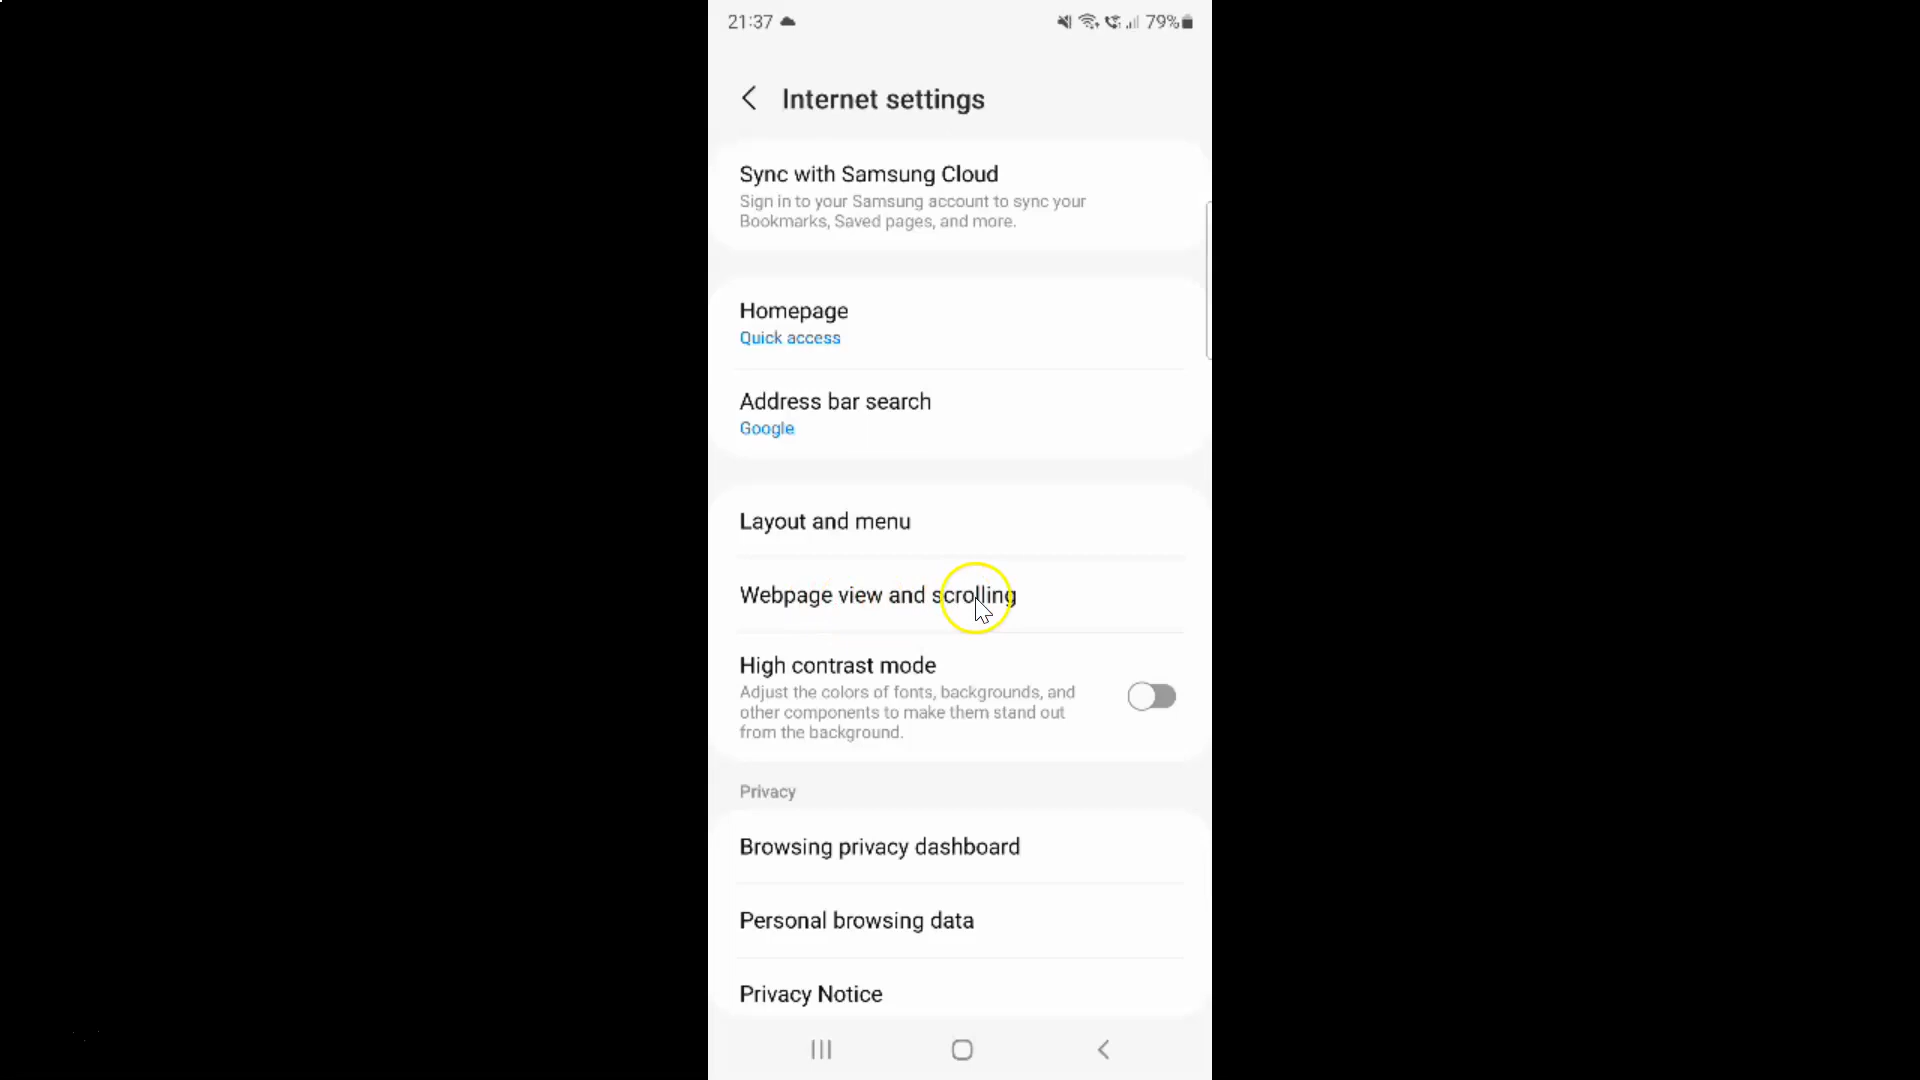 21:37
79%
Internet settings
Sync with Samsung Cloud
Sign in to your Samsung account to sync your
Bookmarks, Saved pages, and more.
Homepage
Quick access
Address bar search
Google
Layout and menu
Webpage view and scrolling
High contrast mode
Adjust the colors of fonts, backgrounds, and
other components to make them stand out
from the background.
Privacy
Browsing privacy dashboard
Personal browsing data
Privacy Notice